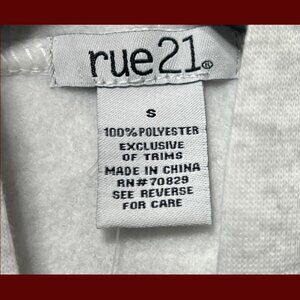 rue21®
S
100% POLYESTER
EXCLUSIVE
OF TRIMS
MADE IN CHINA
RN#70829
SEE REVERSE
FOR CARE